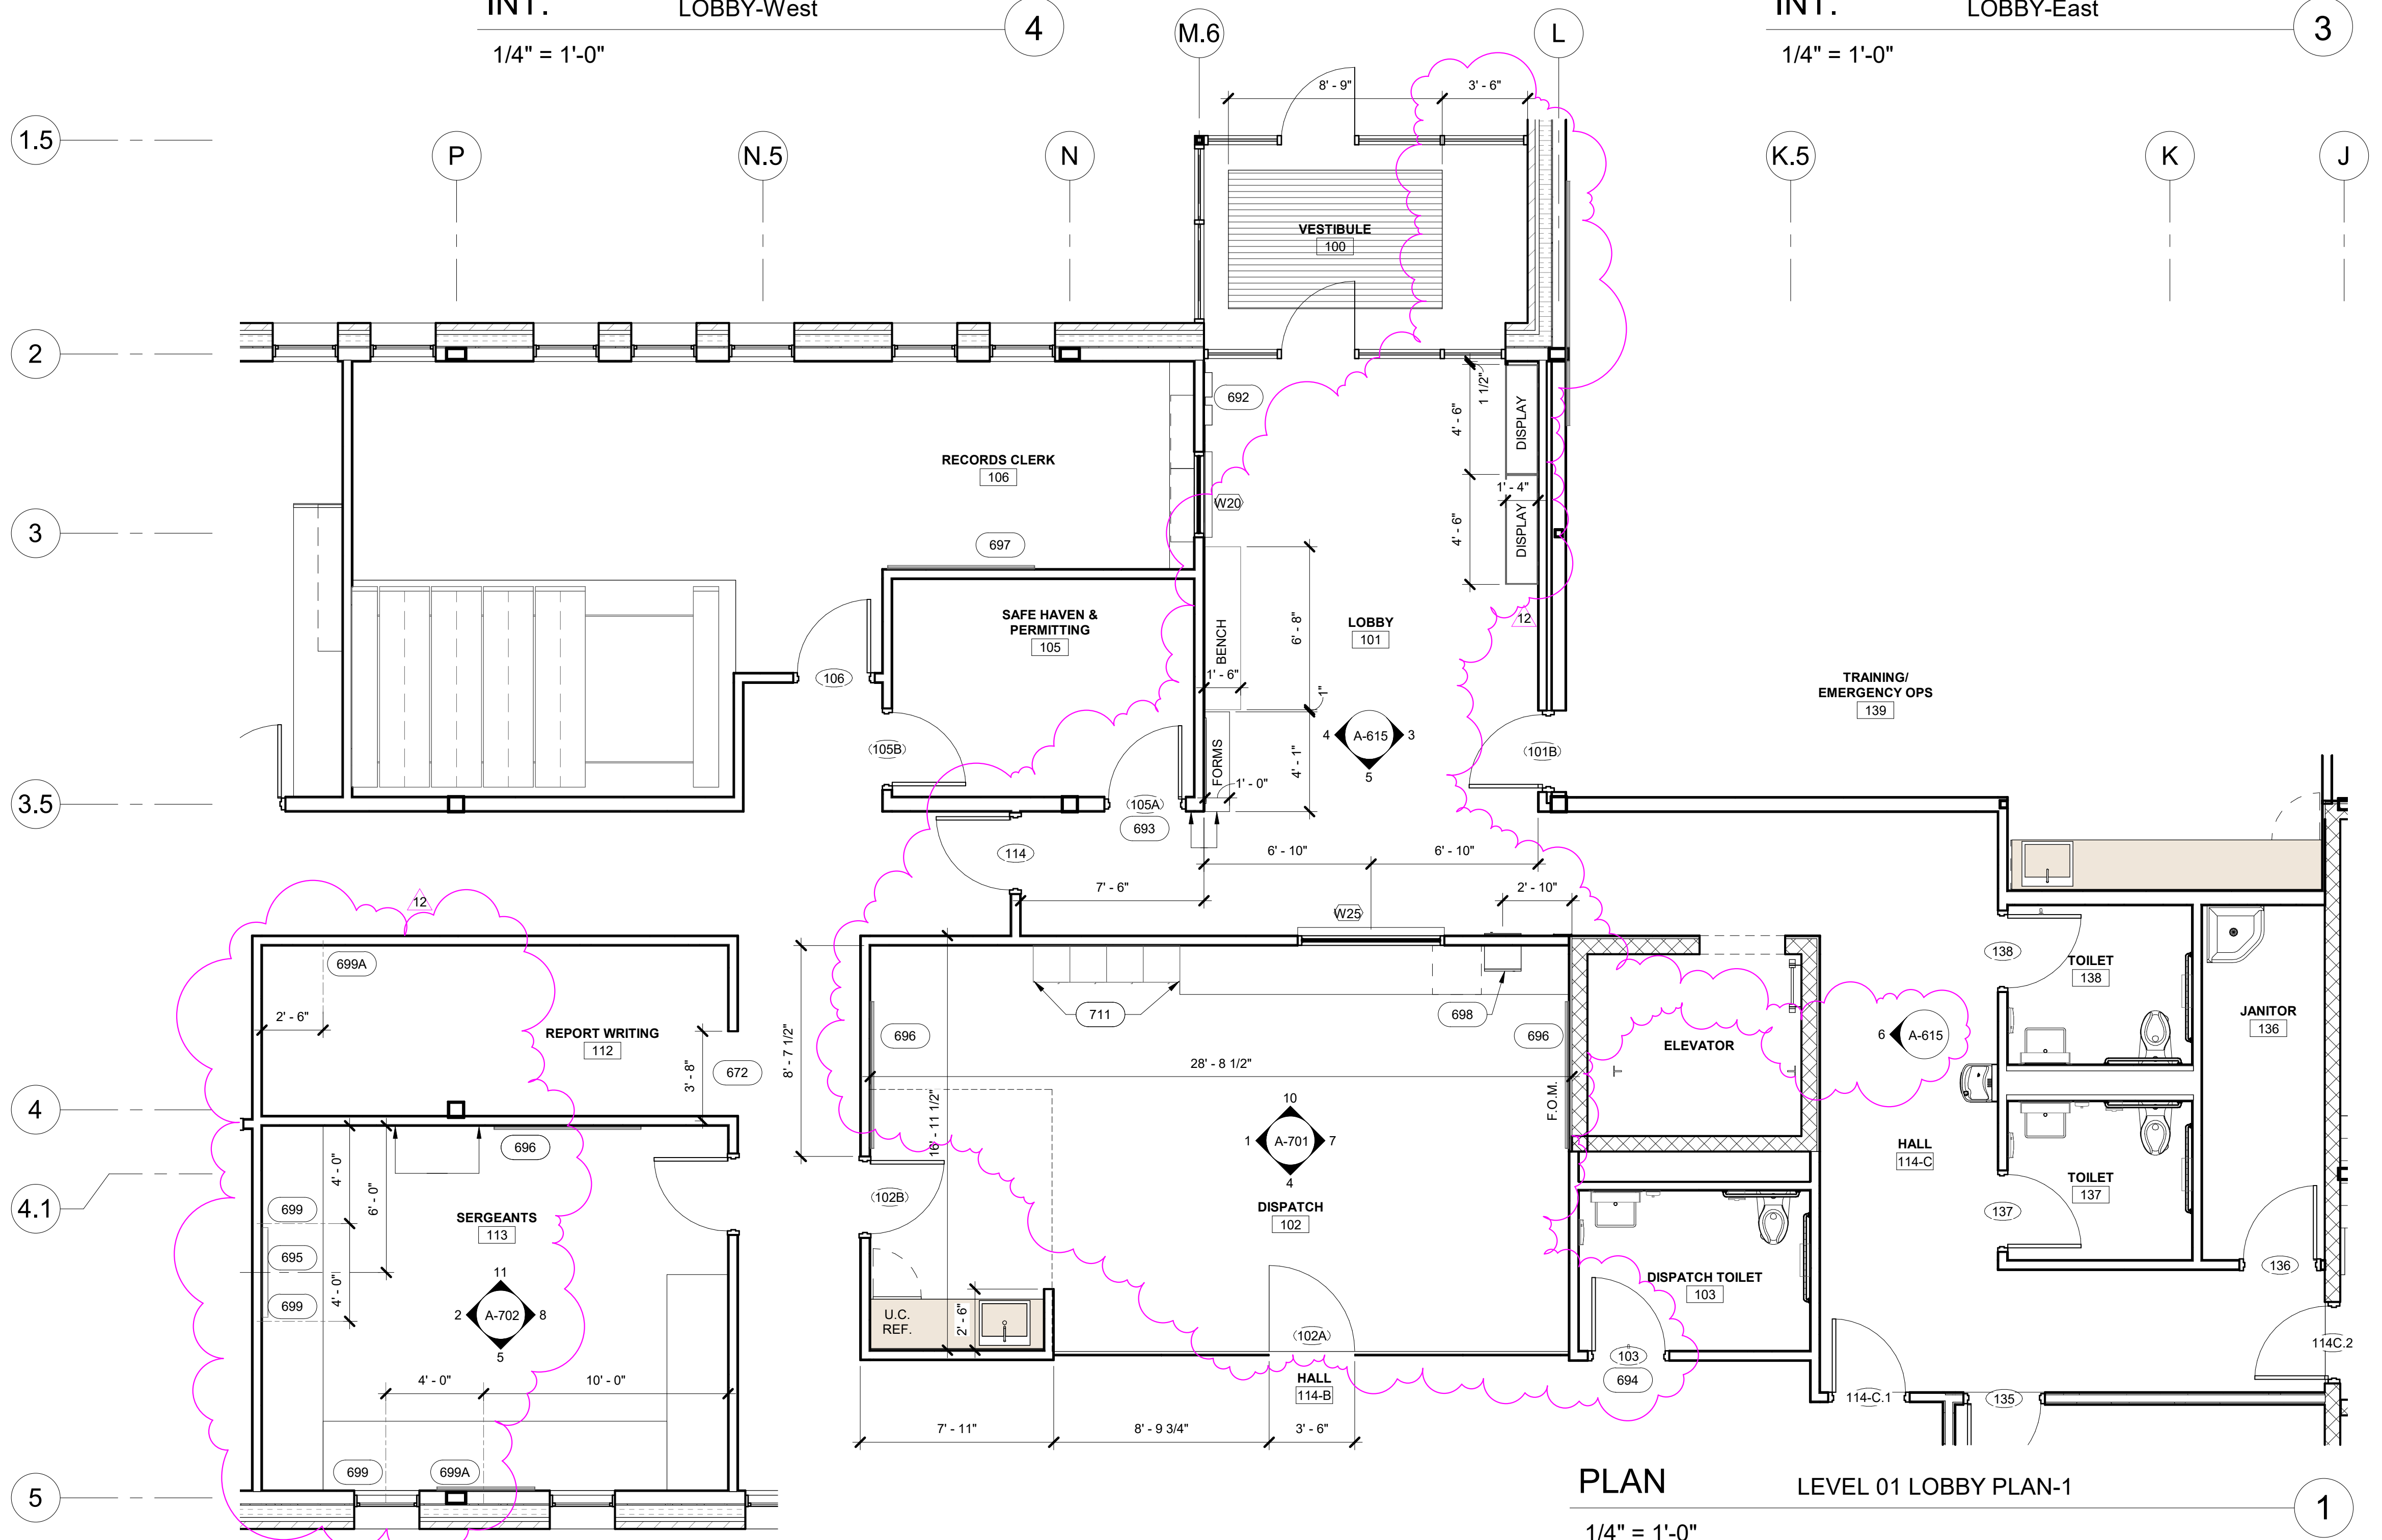 INT.
LOBBY-West
4
1/4" = 1'-0"
INT.
LOBBY-East
3
1/4" = 1'-0"
M.6
L
P
N.5
N
K.5
K
J
1.5
2
3
3.5
4
4.1
5
8' - 9"
3' - 6"
VESTIBULE
100
692
1 1/2"
4' - 6"
DISPLAY
RECORDS CLERK
106
W20
1' - 4"
4' - 6"
DISPLAY
697
SAFE HAVEN &
PERMITTING
105
12
BENCH
6' - 8"
LOBBY
101
1' - 6"
1"
106
TRAINING/
EMERGENCY OPS
139
105B
4
A-615
3
5
101B
FORMS
4' - 1"
1' - 0"
105A
693
114
6' - 10"
6' - 10"
7' - 6"
2' - 10"
W25
12
699A
2' - 6"
REPORT WRITING
112
3' - 8"
672
8' - 7 1/2"
696
711
698
696
28' - 8 1/2"
16' - 11 1/2"
F.O.M.
ELEVATOR
6
A-615
138
TOILET
138
JANITOR
136
10
1
A-701
7
4
DISPATCH
102
102B
HALL
114-C
TOILET
137
137
136
696
4' - 0"
6' - 0"
699
695
699
4' - 0"
SERGEANTS
113
11
2
A-702
8
5
4' - 0"
10' - 0"
699
699A
U.C.
REF.
2' - 6"
102A
DISPATCH TOILET
103
103
694
HALL
114-B
7' - 11"
8' - 9 3/4"
3' - 6"
114-C.1
135
114C.2
PLAN
LEVEL 01 LOBBY PLAN-1
1
1/4" = 1'-0"